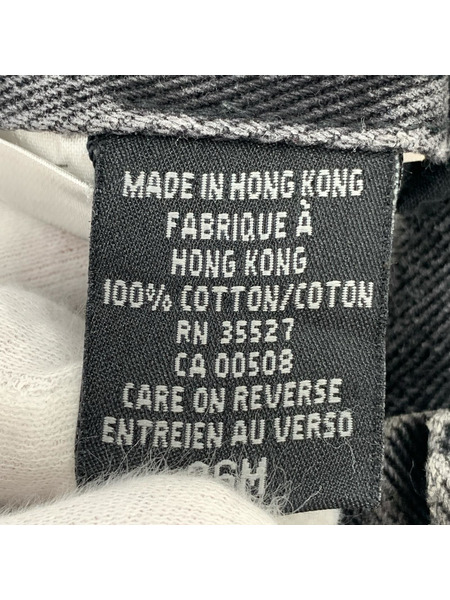 MADE IN HONG KONG
FABRIQUE À
HONG KONG
100% COTTON/COTON
RN 35527
CA 00508
CARE ON REVERSE
ENTREIEN AU VERSO